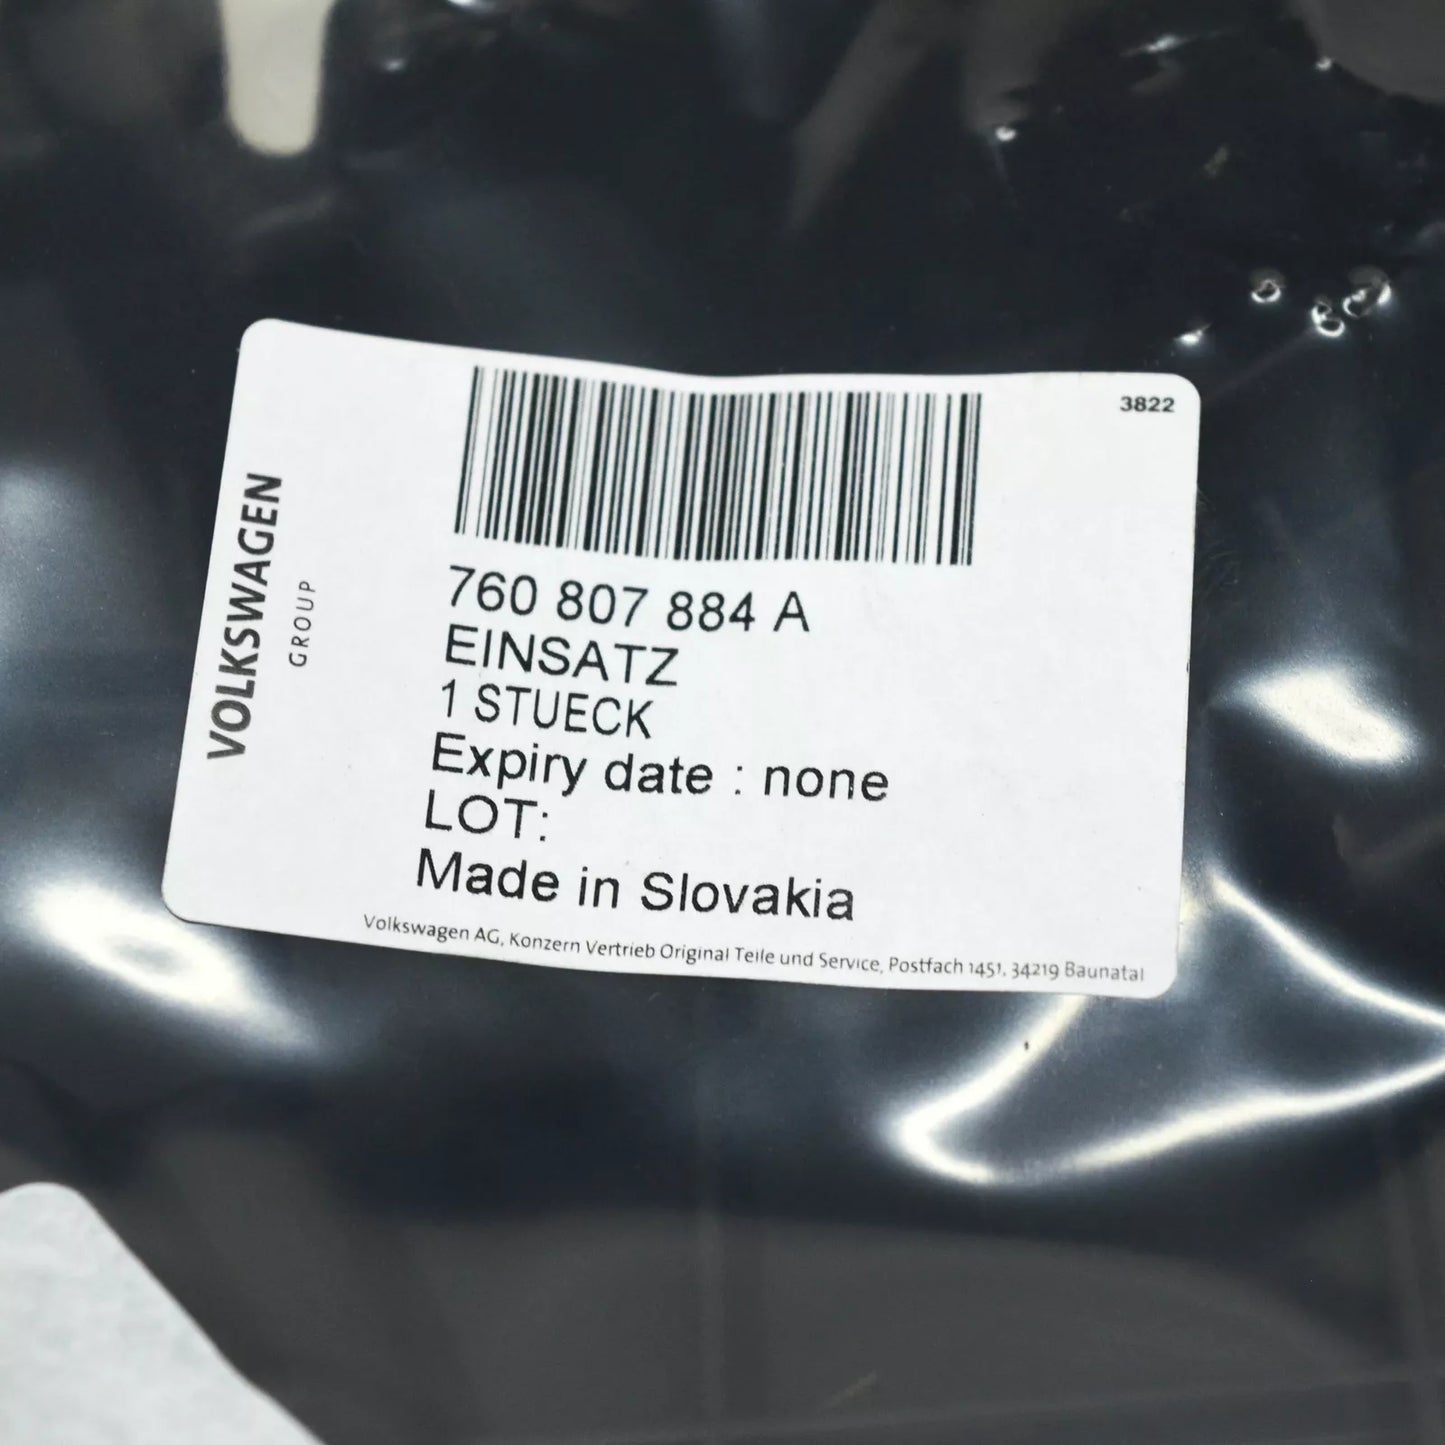 3822
VOLKSWAGEN
GROUP
760 807 884 A
EINSATZ
1 STUECK
Expiry date : none
LOT:
Made in Slovakia
Volkswagen AG, Konzern Vertrieb Original Teile und Service, Postfach 1451, 34219 Baunatal